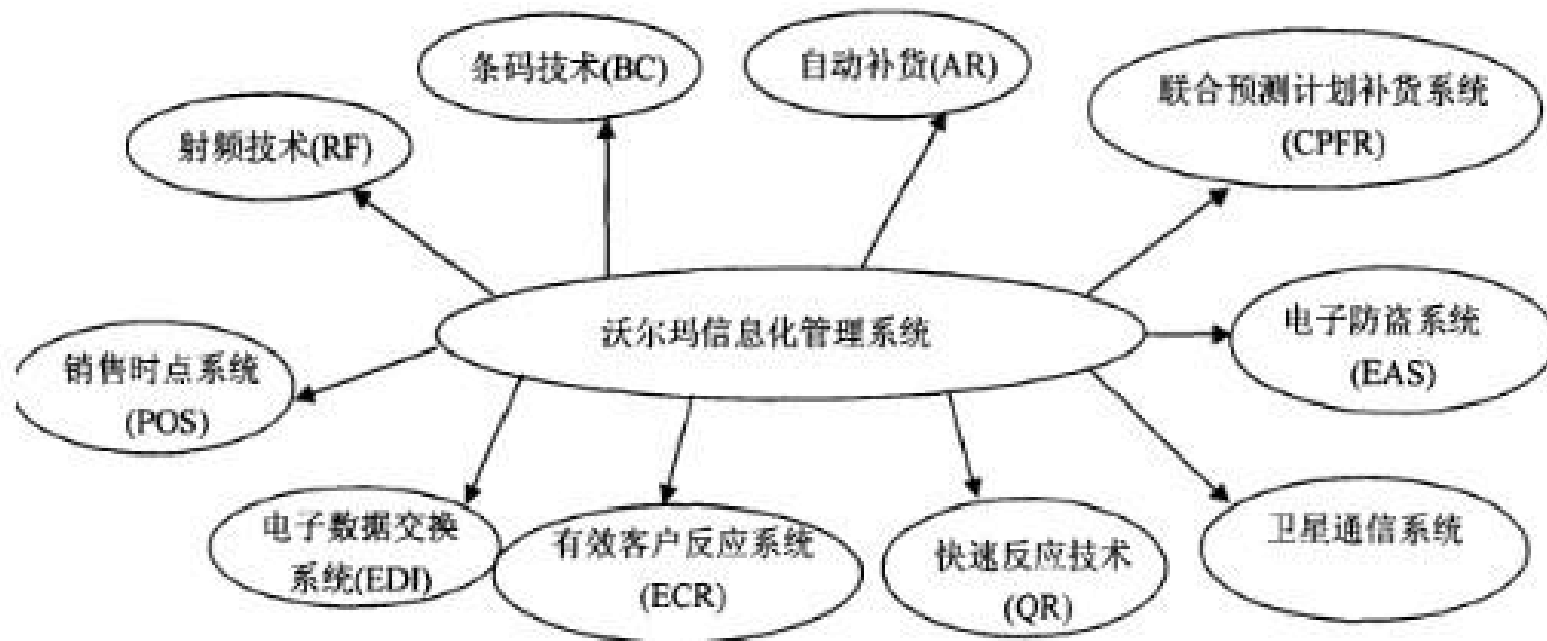 条码技术(BC)
自动补货(AR)
联合预测计划补货系统
(CPFR)
射频技术(RF)
沃尔玛信息化管理系统
电子防盗系统
(EAS)
销售时点系统
(POS)
电子数据交换
系统(EDI)
有效客户反应系统
(ECR)
快速反应技术
(QR)
卫星通信系统